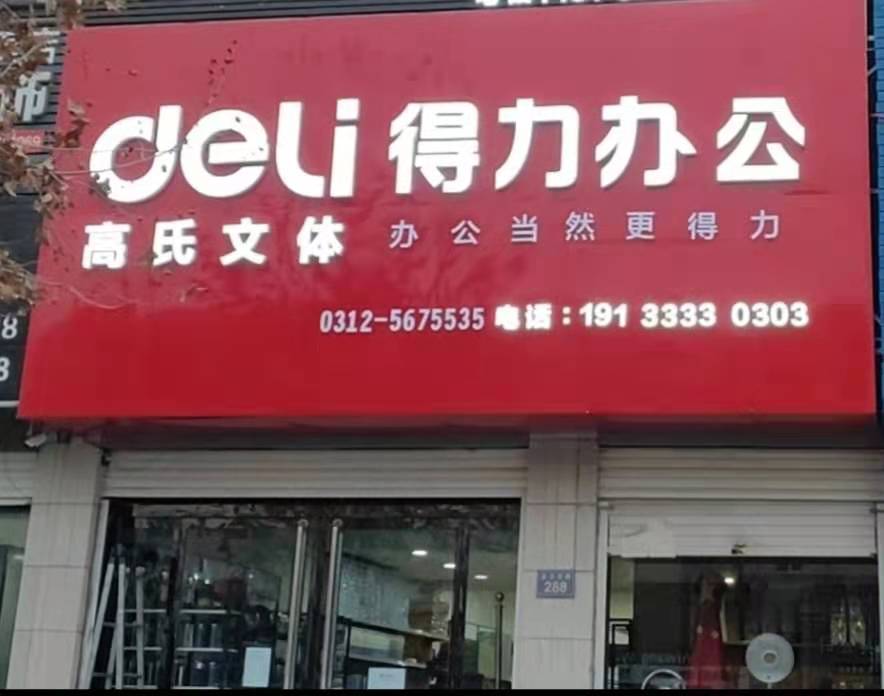 deli 得力办公
高氏文体 办公当然更得力
0312-5675535 电话：191 3333 0303
288